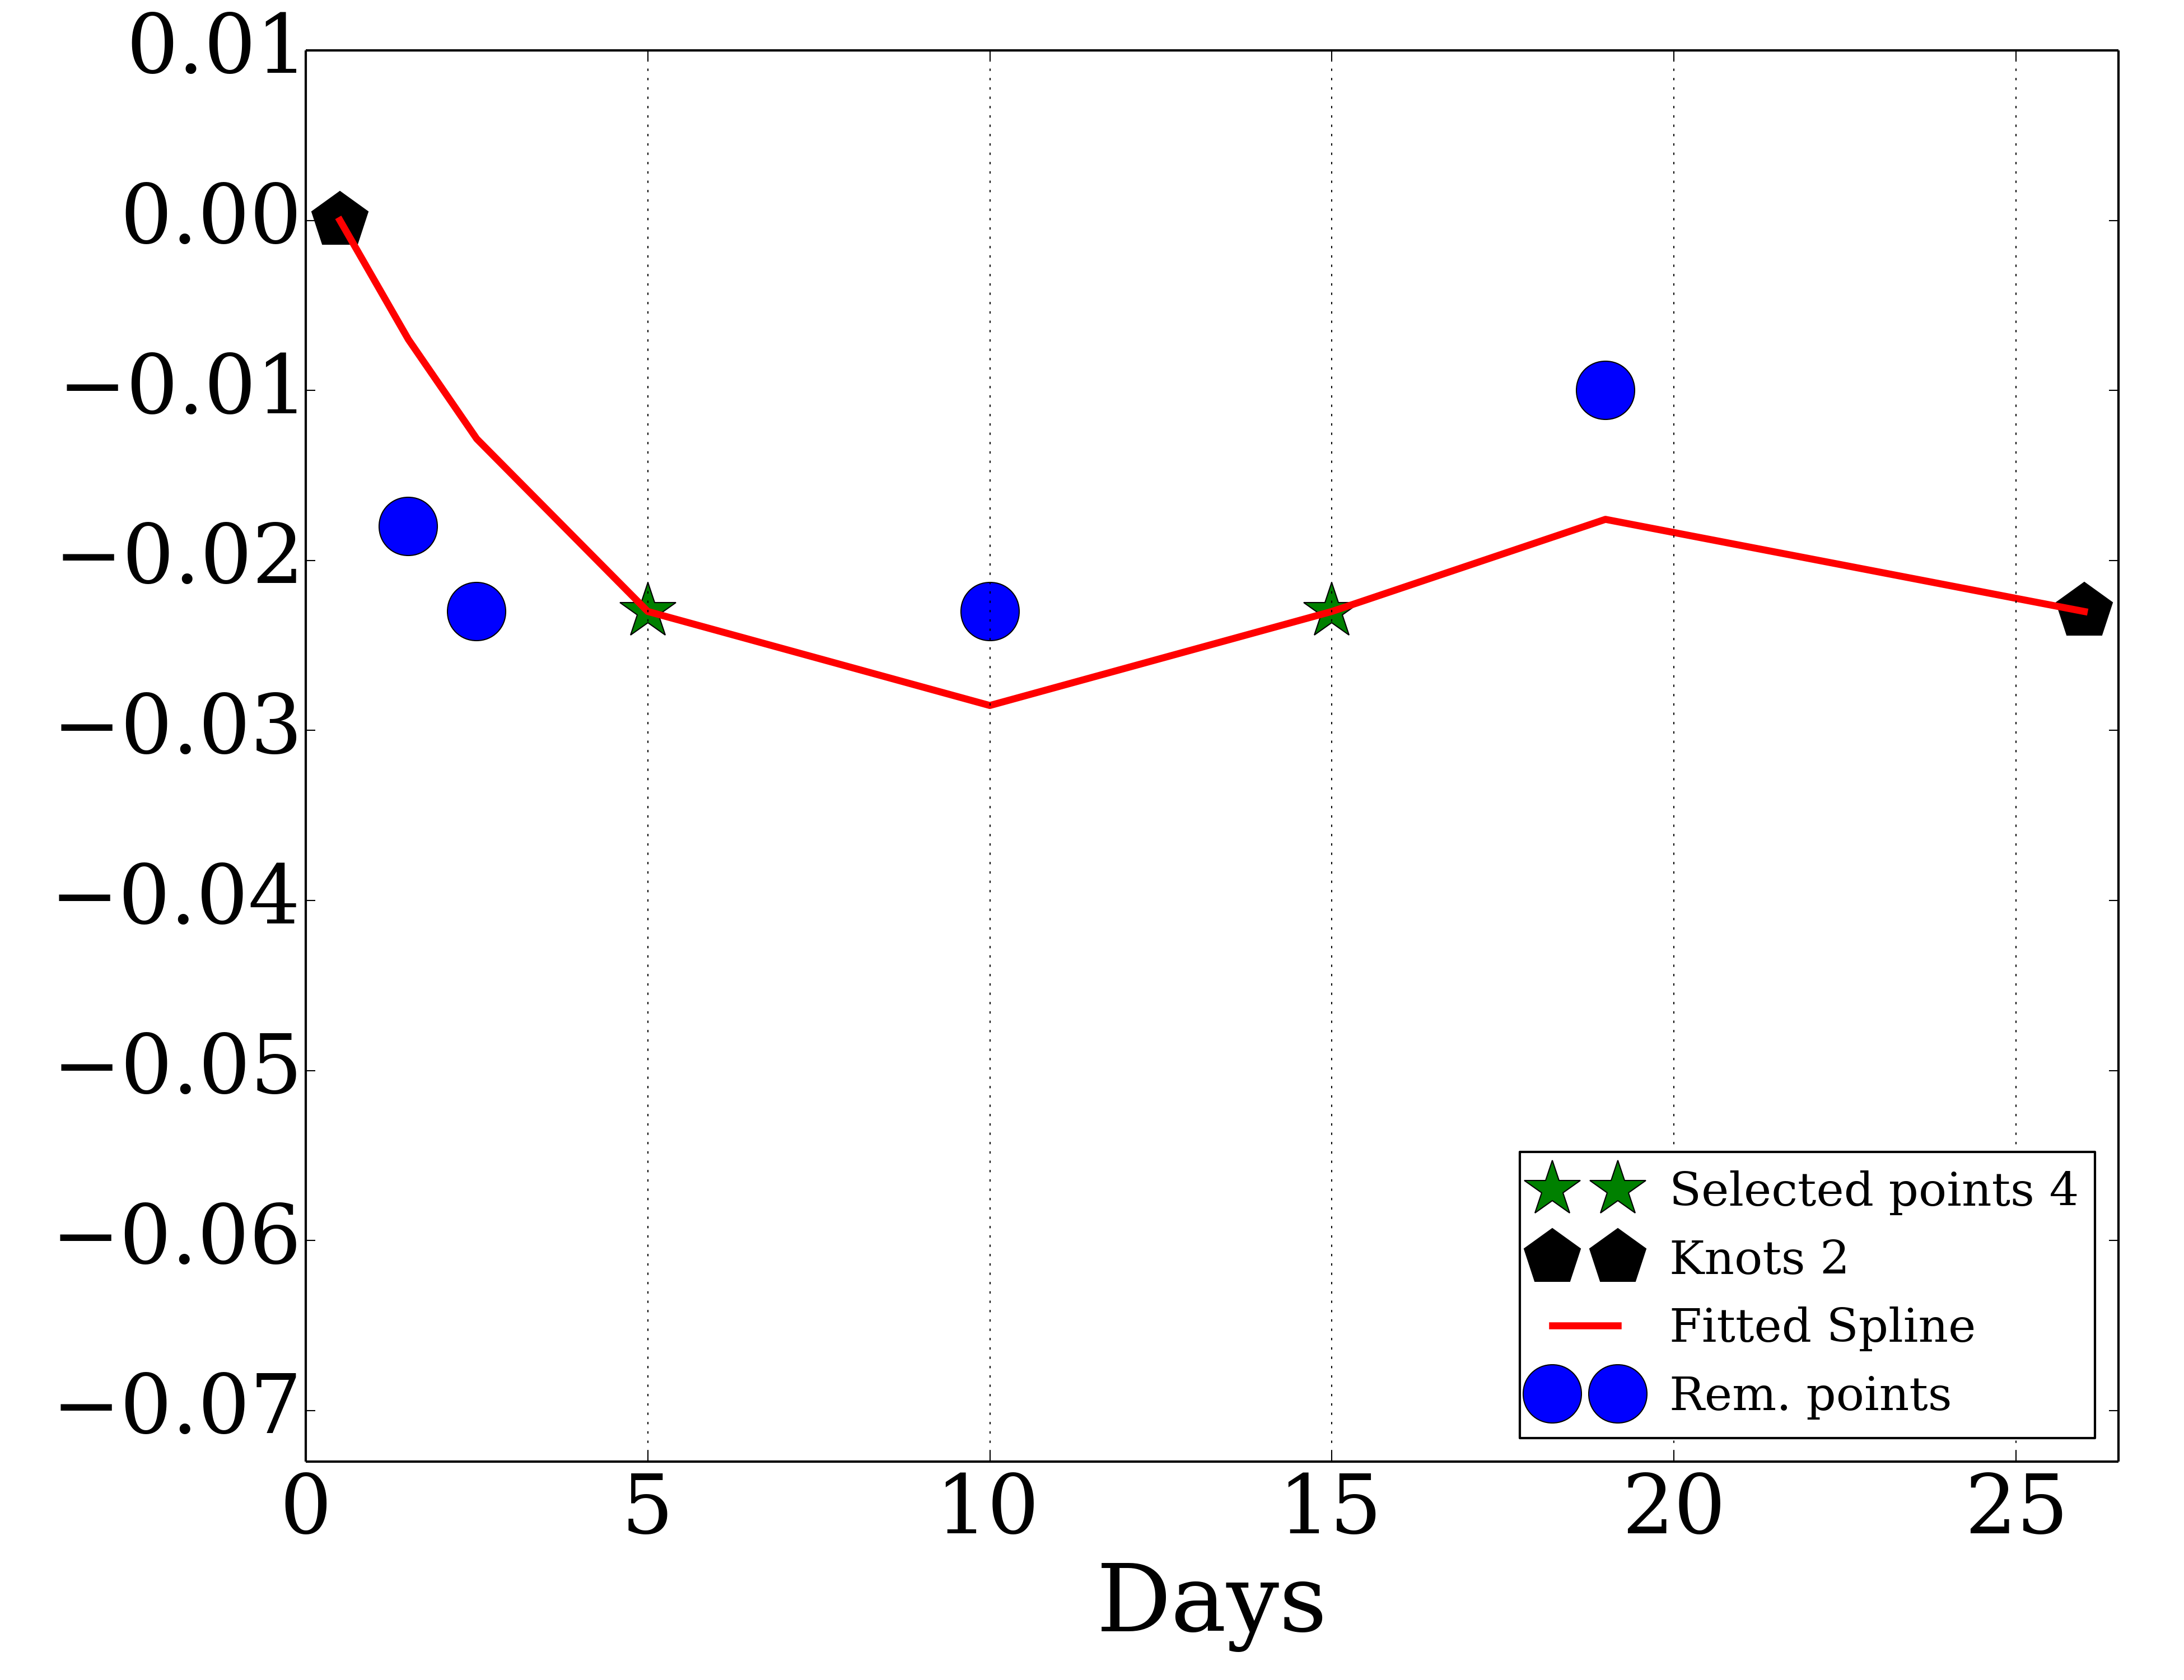 0.01
0.00
−0.01
−0.02
−0.03
−0.04
−0.05
−0.06
−0.07
0 5 10 15 20 25
Days
Selected points 4
Knots 2
Fitted Spline
Rem. points